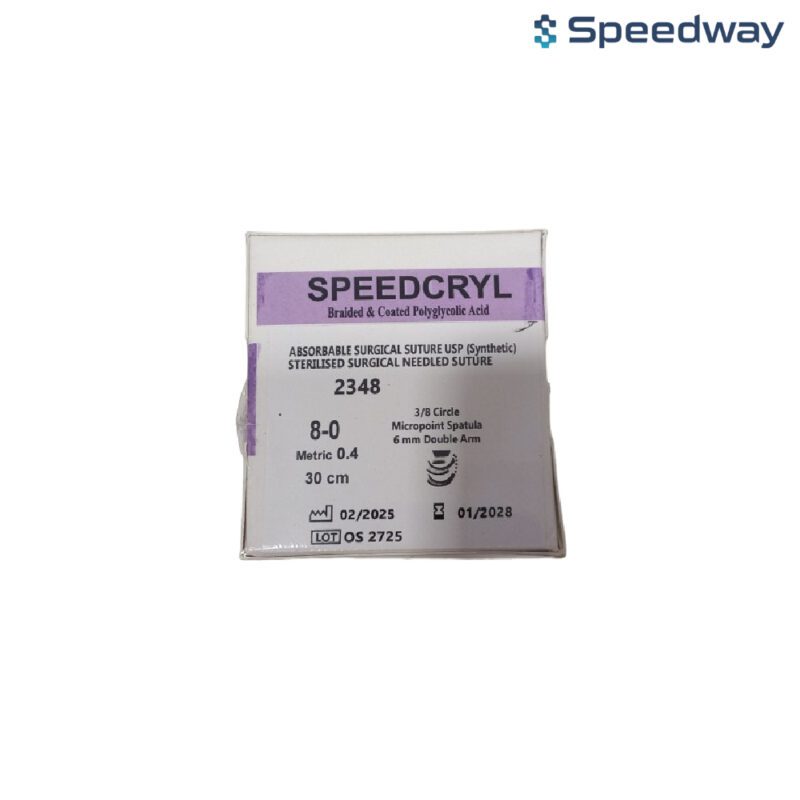 Speedway
SPEEDCRYL
Braided & Coated Polyglycolic Acid
ABSORBABLE SURGICAL SUTURE USP (Synthetic)
STERILISED SURGICAL NEEDLED SUTURE
2348
8-0
Metric 0.4
30 cm
3/8 Circle
Micropoint Spatula
6 mm Double Arm
02/2025
01/2028
LOT OS 2725